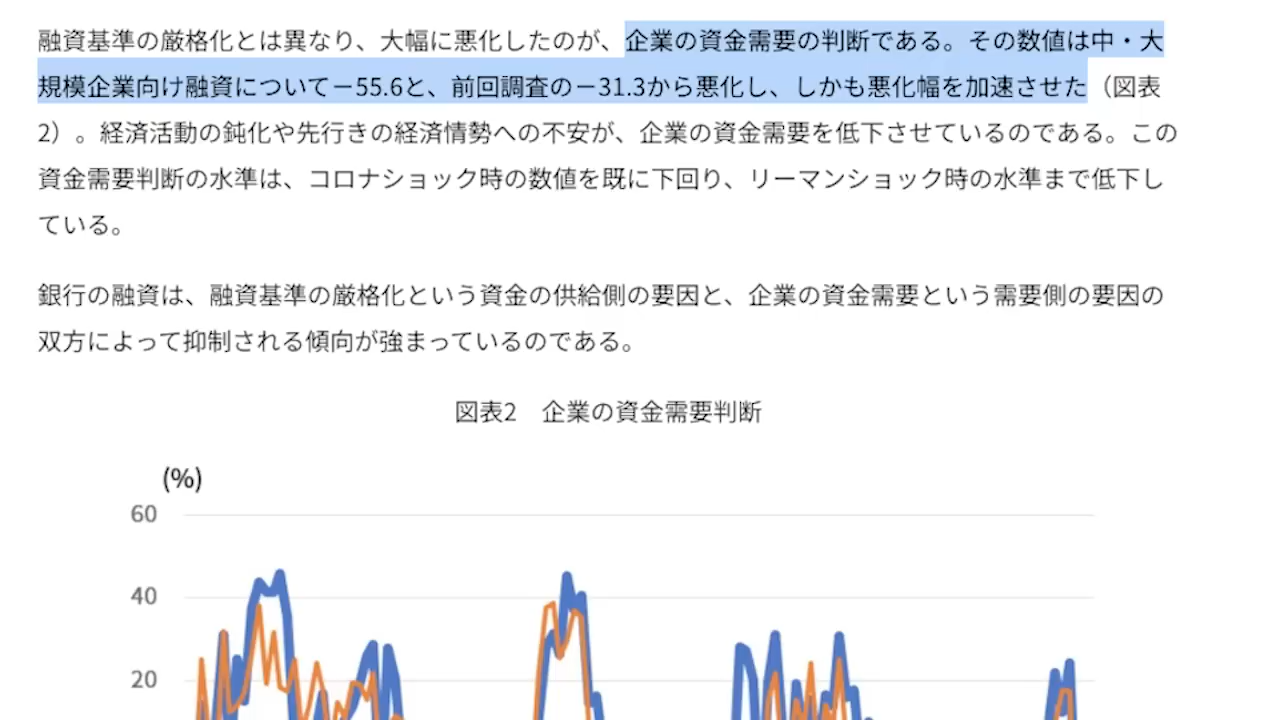 融資基準の厳格化とは異なり、大幅に悪化したのが、企業の資金需要の判断である。その数値は中・大
規模企業向け融資について－55.6と、前回調査の－31.3から悪化し、しかも悪化幅を加速させた（図表
2）。経済活動の鈍化や先行きの経済情勢への不安が、企業の資金需要を低下させているのである。この
資金需要判断の水準は、コロナショック時の数値を既に下回り、リーマンショック時の水準まで低下し
ている。
銀行の融資は、融資基準の厳格化という資金の供給側の要因と、企業の資金需要という需要側の要因の
双方によって抑制される傾向が強まっているのである。
図表2　企業の資金需要判断
(%)
60
40
20